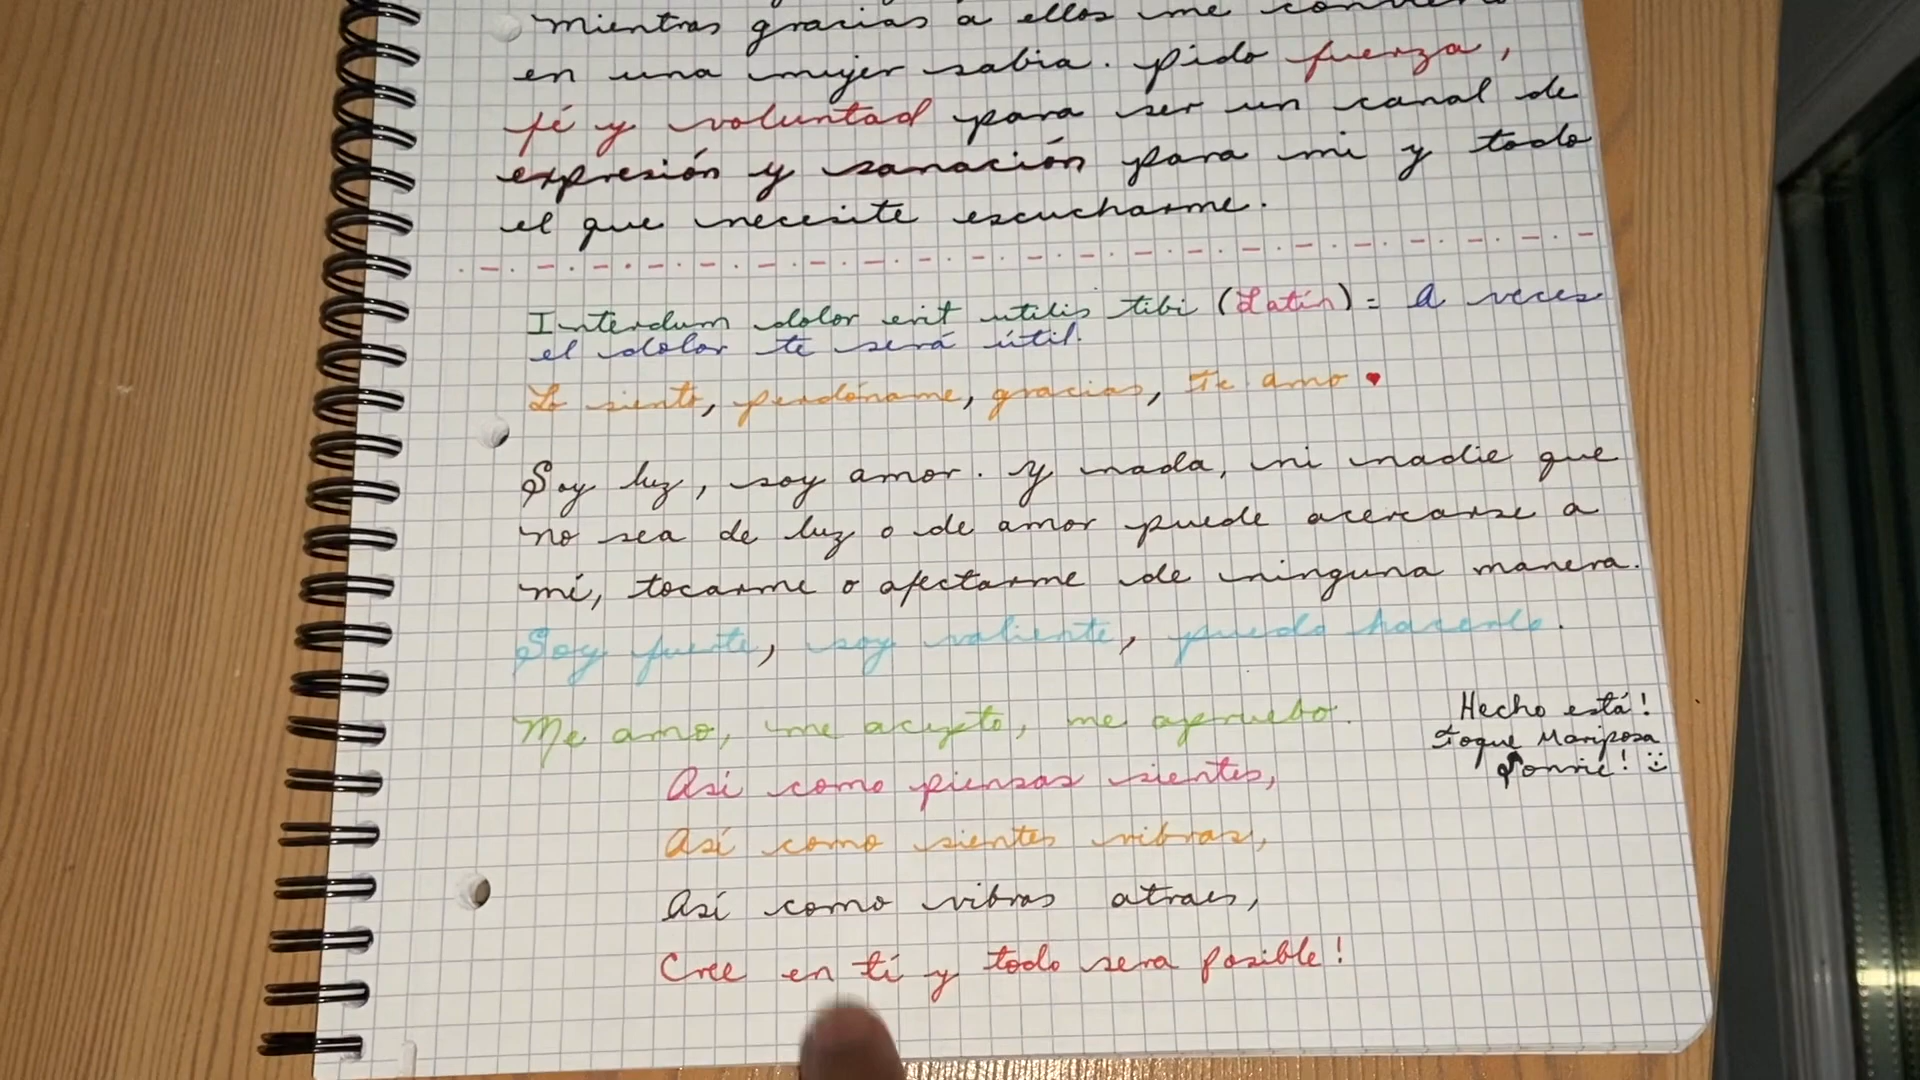 mientras gracias a ellos me
en una mujer sabia. pido fuerza,
fé y voluntad para ser un canal de
expresión y sanación para mi y todo
el que necesite escucharme.
Interdum dolor erit utilis tibi (Latín) = A veces
el dolor te será útil.
Lo siento, perdóname, gracias, te amo ♥
Soy luz, soy amor. y nada, ni nadie que
no sea de luz o de amor puede acercarse a
mí, tocarme o afectarme de ninguna manera.
Soy fuerte, soy valiente, puedo hacerlo.
Me amo, me acepto, me apruebo.
Hecho está!
Toque Mariposa
Sonríe! :)
Así como piensas sientes,
Así como sientes vibras,
Así como vibras atraes,
Cree en tí y todo sera posible!